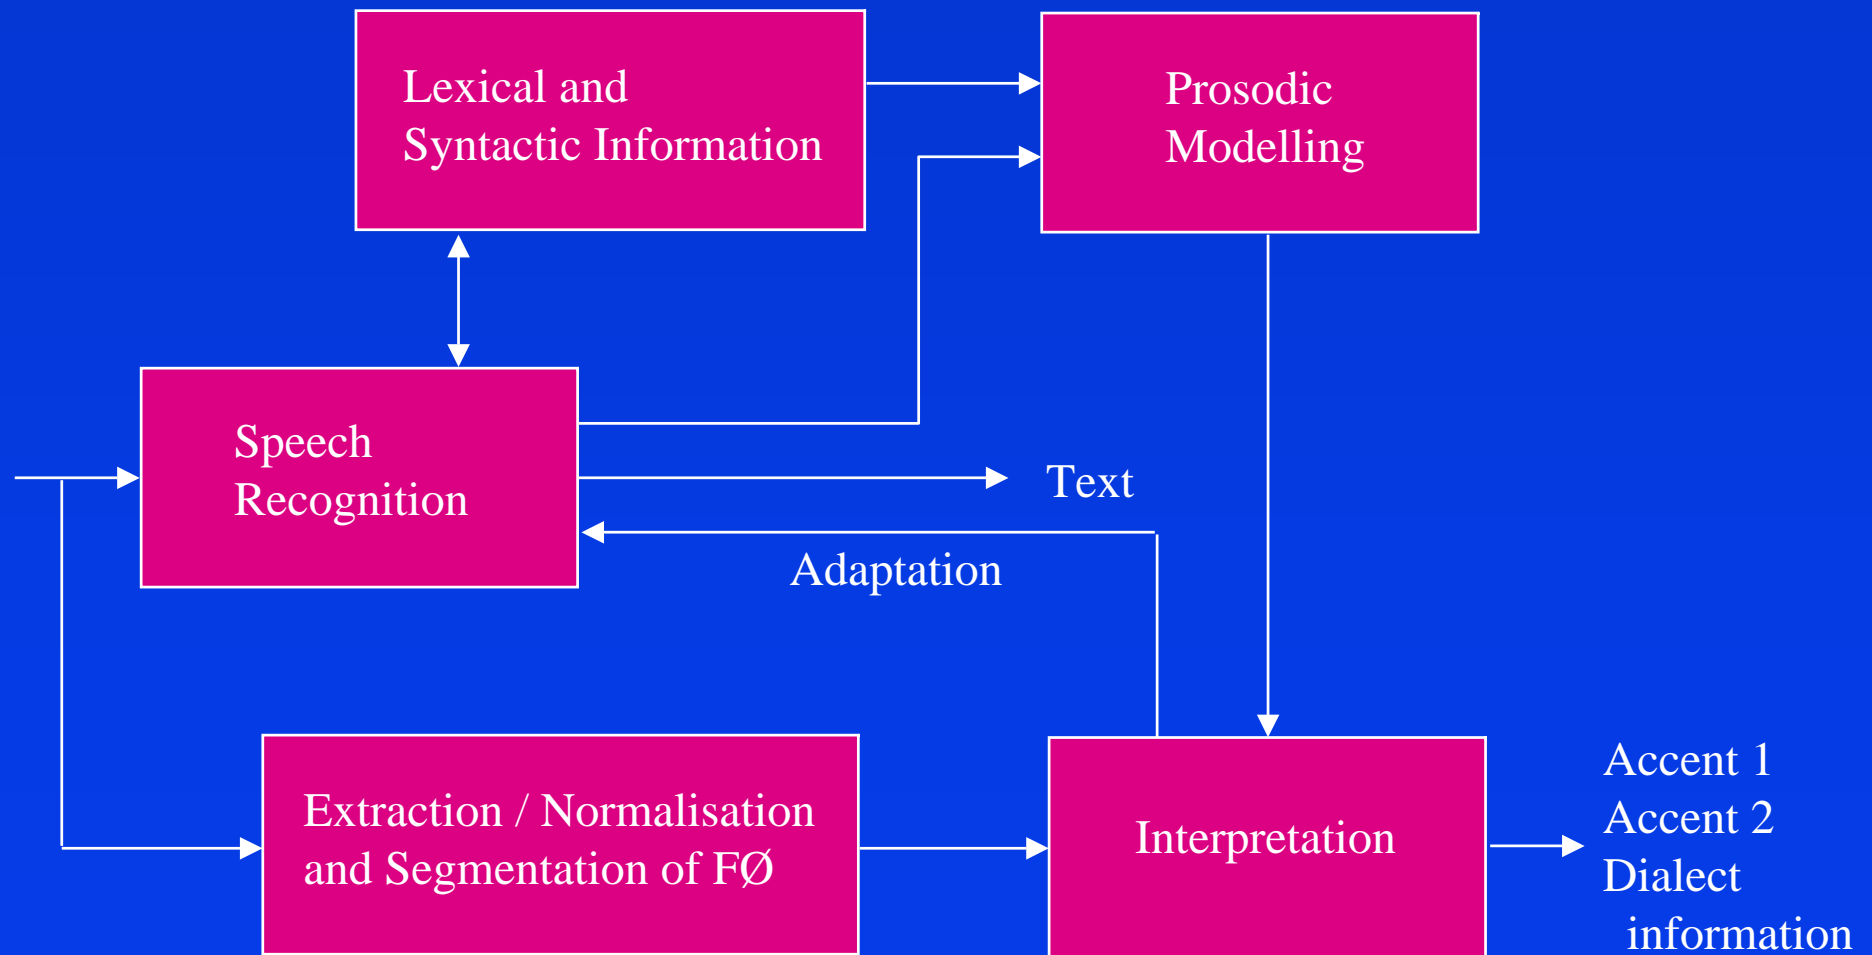 Lexical and
Syntactic Information
Prosodic
Modelling
Speech
Recognition
Text
Adaptation
Extraction / Normalisation
and Segmentation of FØ
Interpretation
Accent 1
Accent 2
Dialect
information